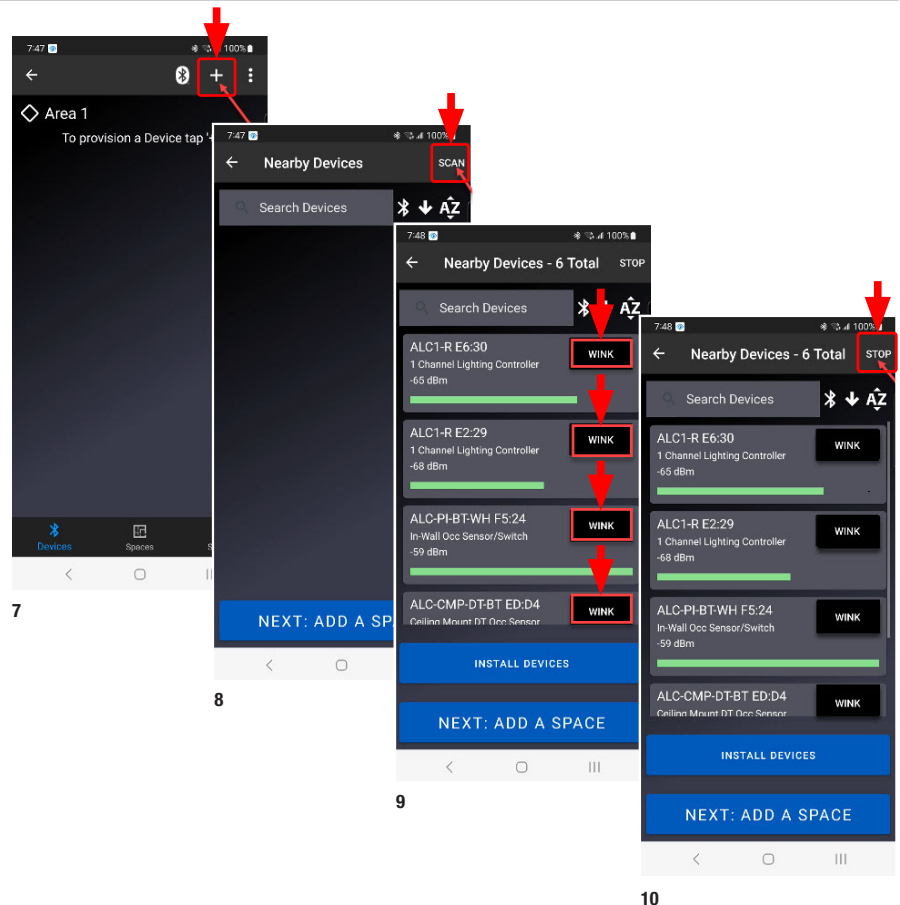 7:47
100%
Area 1
To provision a Device tap '+
Devices
Spaces
S
7
7:47
100%
Nearby Devices
SCAN
Search Devices
AZ
NEXT: ADD A SP
8
7:48
100%
Nearby Devices - 6 Total
STOP
Search Devices
AZ
ALC1-R E6:30
WINK
1 Channel Lighting Controller
-65 dBm
ALC1-R E2:29
WINK
1 Channel Lighting Controller
-68 dBm
ALC-PI-BT-WH F5:24
WINK
In-Wall Occ Sensor/Switch
-59 dBm
ALC-CMP-DT-BT ED:D4
WINK
Ceiling Mount DT Occ Sensor
INSTALL DEVICES
NEXT: ADD A SPACE
9
7:48
100%
Nearby Devices - 6 Total
STOP
Search Devices
AZ
ALC1-R E6:30
WINK
1 Channel Lighting Controller
-65 dBm
ALC1-R E2:29
WINK
1 Channel Lighting Controller
-68 dBm
ALC-PI-BT-WH F5:24
WINK
In-Wall Occ Sensor/Switch
-59 dBm
ALC-CMP-DT-BT ED:D4
WINK
Ceiling Mount DT Occ Sensor
INSTALL DEVICES
NEXT: ADD A SPACE
10